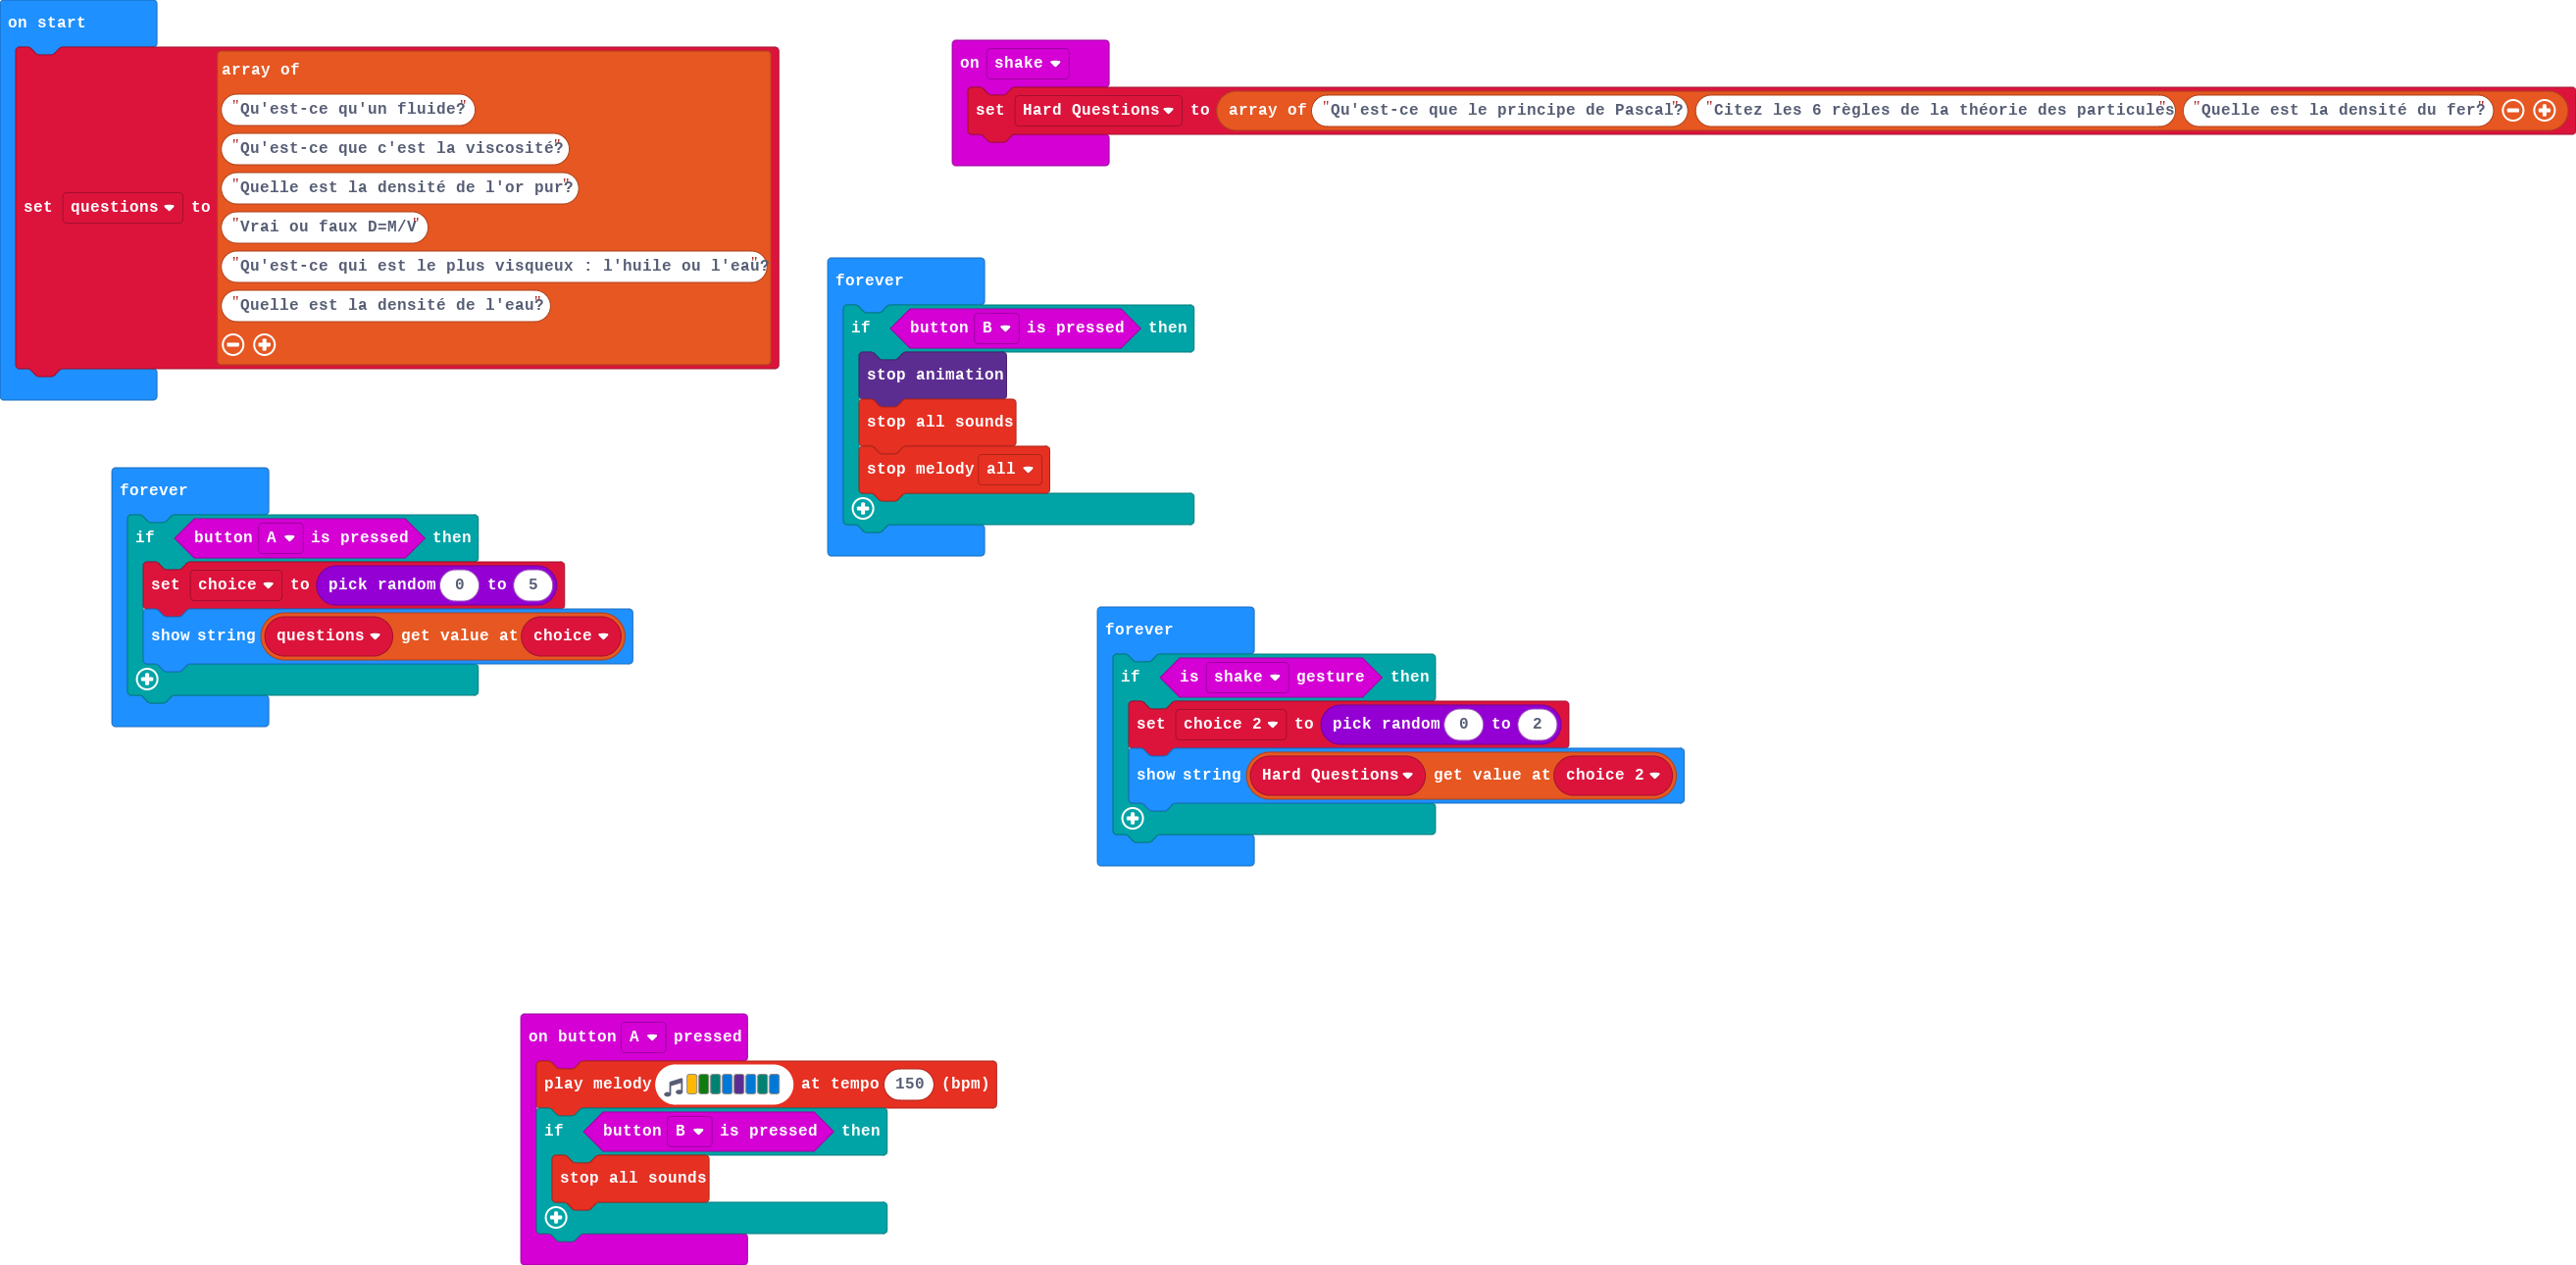 on start
set questions to
array of
"Qu'est-ce qu'un fluide?"
"Qu'est-ce que c'est la viscosité?"
"Quelle est la densité de l'or pur?"
"Vrai ou faux D=M/V"
"Qu'est-ce qui est le plus visqueux : l'huile ou l'eau?"
"Quelle est la densité de l'eau?"
on shake
set Hard Questions to array of "Qu'est-ce que le principe de Pascal?" "Citez les 6 règles de la théorie des particules" "Quelle est la densité du fer?"
forever
if button B is pressed then
stop animation
stop all sounds
stop melody all
forever
if button A is pressed then
set choice to pick random 0 to 5
show string questions get value at choice
forever
if is shake gesture then
set choice 2 to pick random 0 to 2
show string Hard Questions get value at choice 2
on button A pressed
play melody at tempo 150 (bpm)
if button B is pressed then
stop all sounds